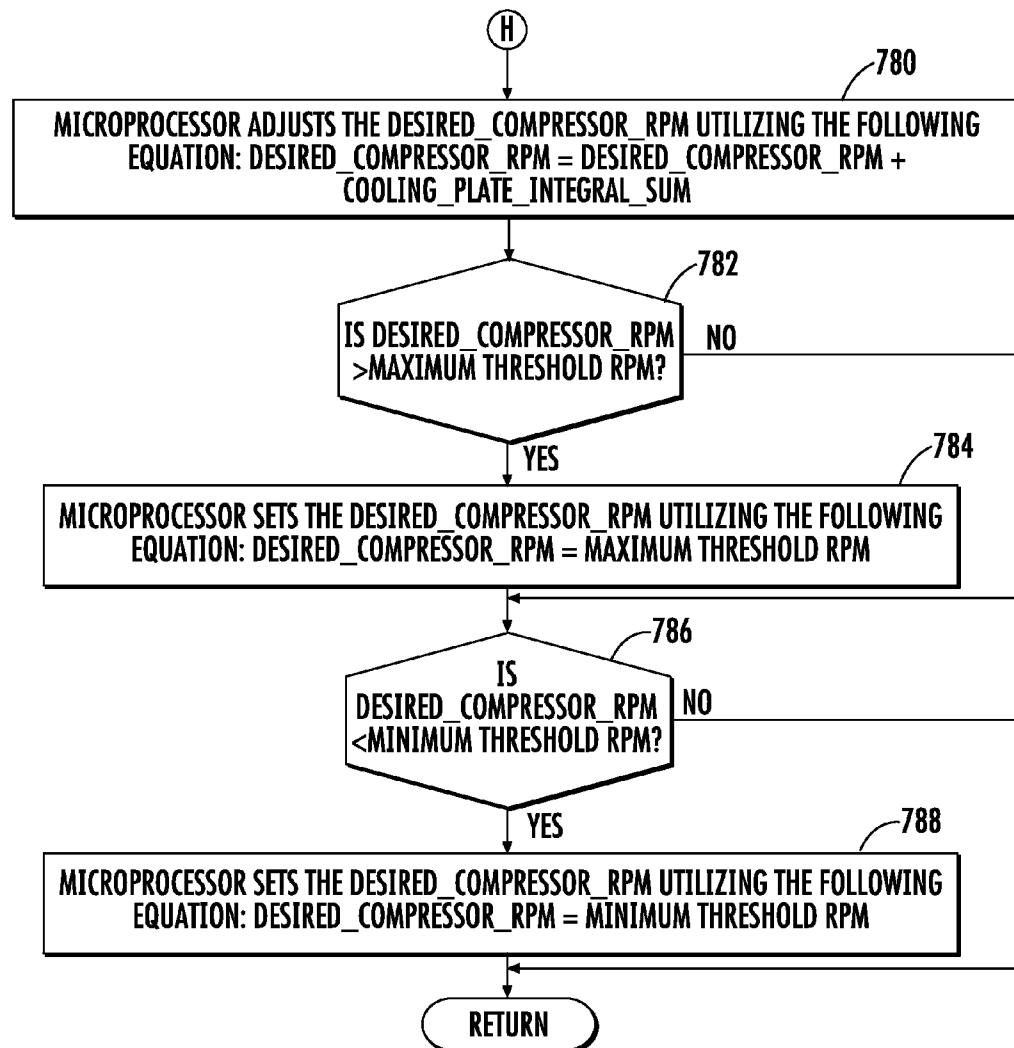 H
780
MICROPROCESSOR ADJUSTS THE DESIRED_COMPRESSOR_RPM UTILIZING THE FOLLOWING
EQUATION: DESIRED_COMPRESSOR_RPM = DESIRED_COMPRESSOR_RPM +
COOLING_PLATE_INTEGRAL_SUM
782
IS DESIRED_COMPRESSOR_RPM
>MAXIMUM THRESHOLD RPM?
NO
YES
784
MICROPROCESSOR SETS THE DESIRED_COMPRESSOR_RPM UTILIZING THE FOLLOWING
EQUATION: DESIRED_COMPRESSOR_RPM = MAXIMUM THRESHOLD RPM
786
IS
DESIRED_COMPRESSOR_RPM
<MINIMUM THRESHOLD RPM?
NO
YES
788
MICROPROCESSOR SETS THE DESIRED_COMPRESSOR_RPM UTILIZING THE FOLLOWING
EQUATION: DESIRED_COMPRESSOR_RPM = MINIMUM THRESHOLD RPM
RETURN